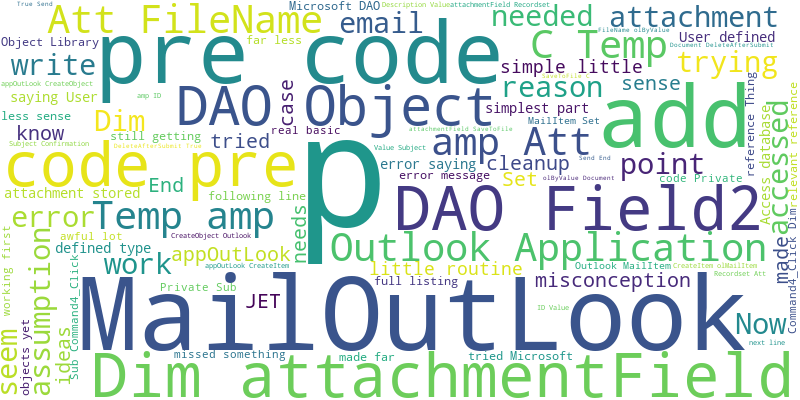 True Send
Microsoft DAO
Description Value
attachmentField Recordset
FileName olByValue
Att FileName
email
needed
attachment
Object Library
pre code
far less
C Temp
User defined
Document DeleteAfterSubmit
write
simple little
trying
appOutLook CreateObject
amp ID
DAO Object
reason
SaveToFile C
sense
saying User
case
add
simplest part
less sense
Dim
MailItem Set
know
still getting
tried
real basic
amp Att
attachmentField SaveToFile
point
Subject Confirmation
DeleteAfterSubmit True
Value Subject
Send End
code pre
p
error saying
cleanup
error message
Set
olByValue Document
code Private
reference Thing
Access database
accessed
relevant reference
attachment stored
End
following line
needs
DAO Field2
error
Temp amp
awful lot
CreateObject Outlook
defined type
appOutLook
Outlook Application
made
work
appOutLook CreateItem
little routine
Outlook MailItem
CreateItem olMailItem
Recordset Att
full listing
misconception
working first
seem
objects yet
assumption
ideas
Sub Command4_Click
Private Sub
JET
MailOutLook
ID Value
Now
Command4_Click Dim
next line
missed something
made far
tried Microsoft
Dim attachmentField